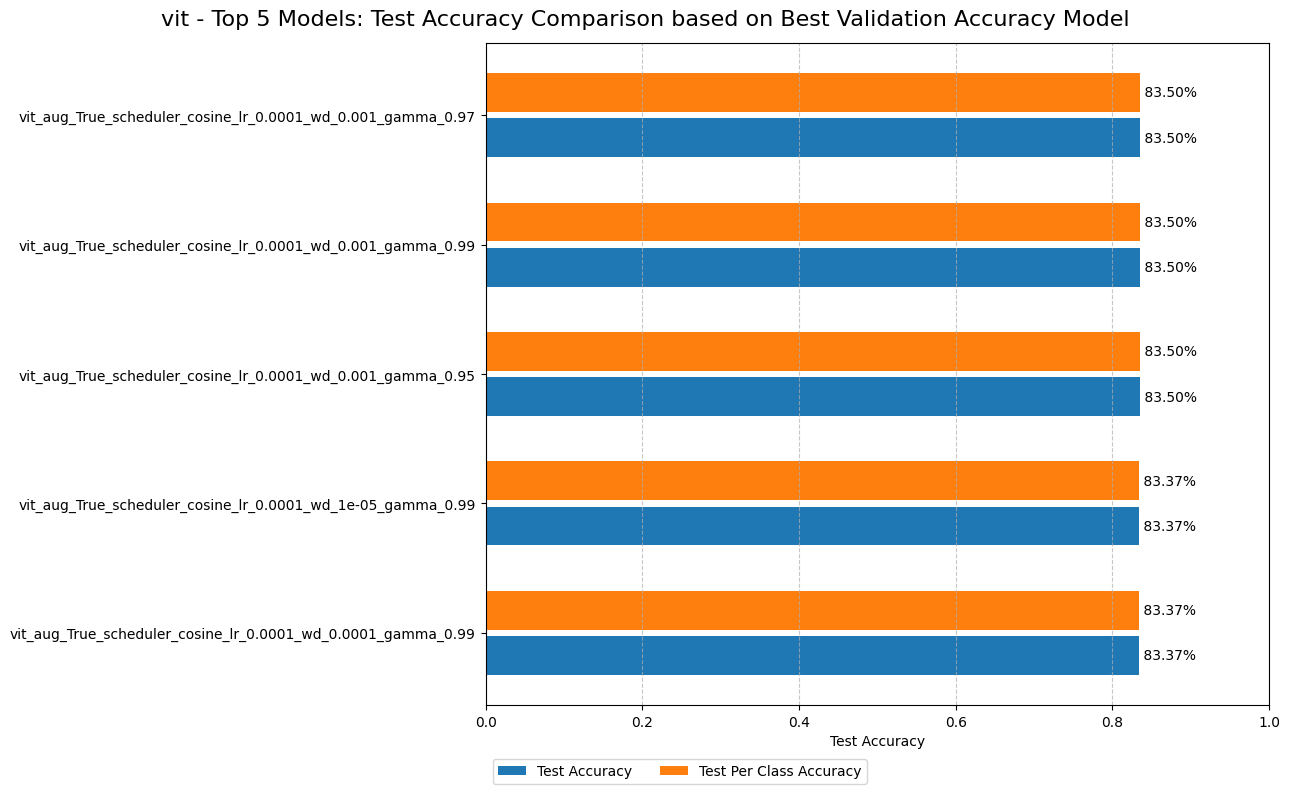 vit - Top 5 Models: Test Accuracy Comparison based on Best Validation Accuracy Model
vit_aug_True_scheduler_cosine_lr_0.0001_wd_0.001_gamma_0.97
83.50%
83.50%
vit_aug_True_scheduler_cosine_lr_0.0001_wd_0.001_gamma_0.99
83.50%
83.50%
vit_aug_True_scheduler_cosine_lr_0.0001_wd_0.001_gamma_0.95
83.50%
83.50%
vit_aug_True_scheduler_cosine_lr_0.0001_wd_1e-05_gamma_0.99
83.37%
83.37%
vit_aug_True_scheduler_cosine_lr_0.0001_wd_0.0001_gamma_0.99
83.37%
83.37%
0.0 0.2 0.4 0.6 0.8 1.0
Test Accuracy
Test Accuracy Test Per Class Accuracy